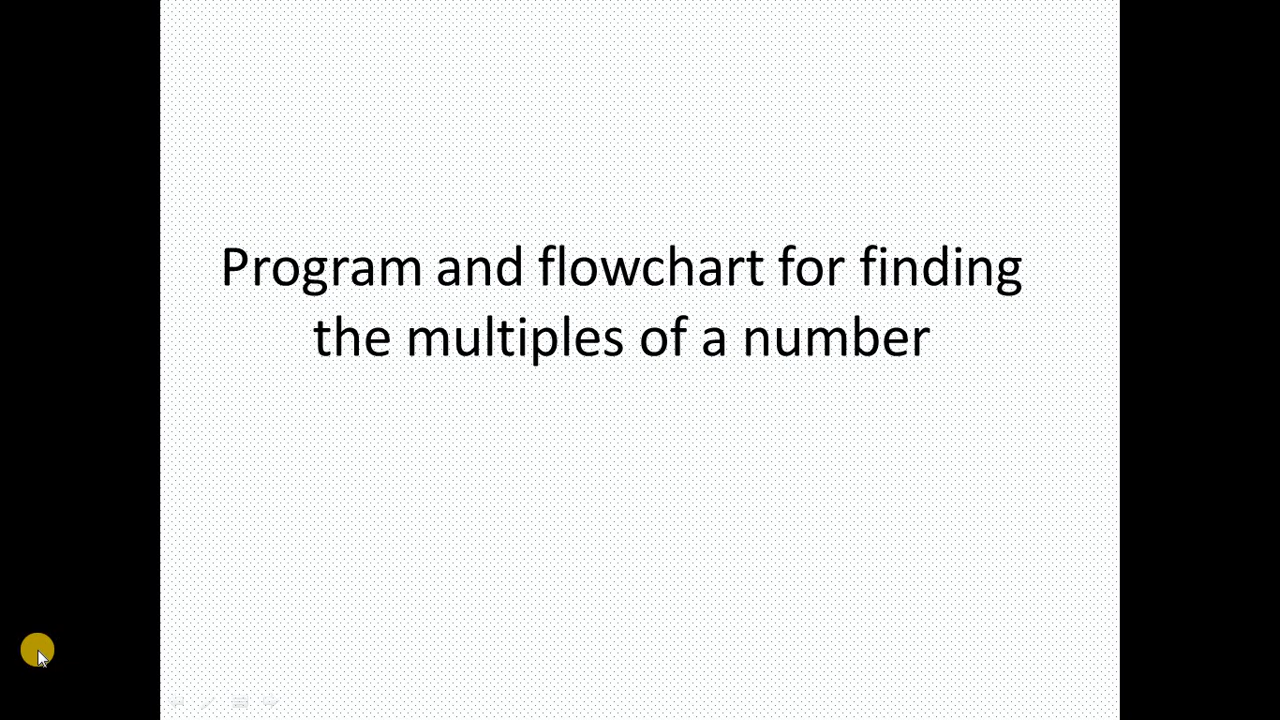 Program and flowchart for finding
the multiples of a number